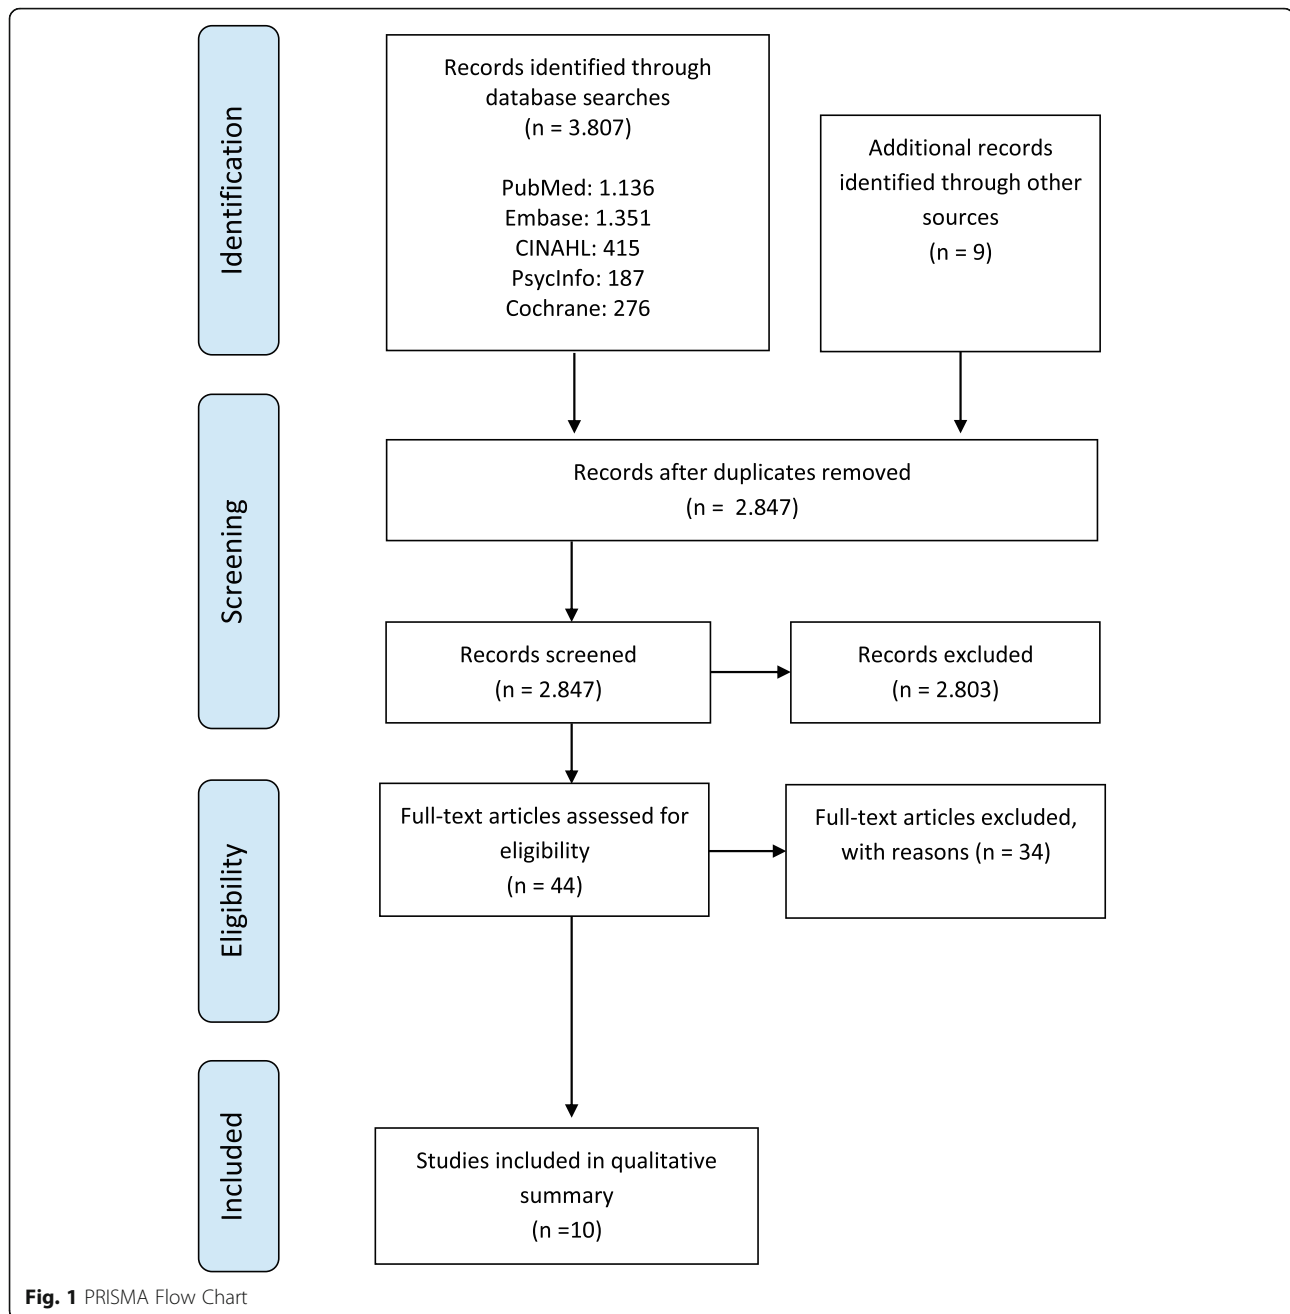 Identification
Records identified through
database searches
(n = 3.807)
PubMed: 1.136
Embase: 1.351
CINAHL: 415
PsycInfo: 187
Cochrane: 276
Additional records
identified through other
sources
(n = 9)
Screening
Records after duplicates removed
(n =  2.847)
Records screened
(n = 2.847)
Records excluded
(n = 2.803)
Eligibility
Full-text articles assessed for
eligibility
(n = 44)
Full-text articles excluded,
with reasons (n = 34)
Included
Studies included in qualitative
summary
(n =10)
Fig. 1 PRISMA Flow Chart